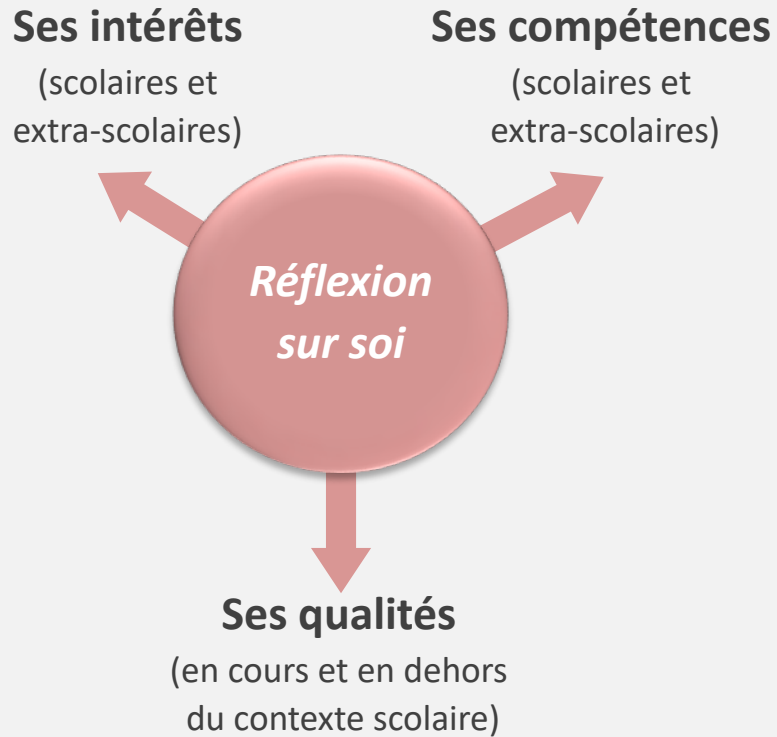 Ses intérêts
(scolaires et
extra-scolaires)
Ses compétences
(scolaires et
extra-scolaires)
Réflexion
sur soi
Ses qualités
(en cours et en dehors
du contexte scolaire)